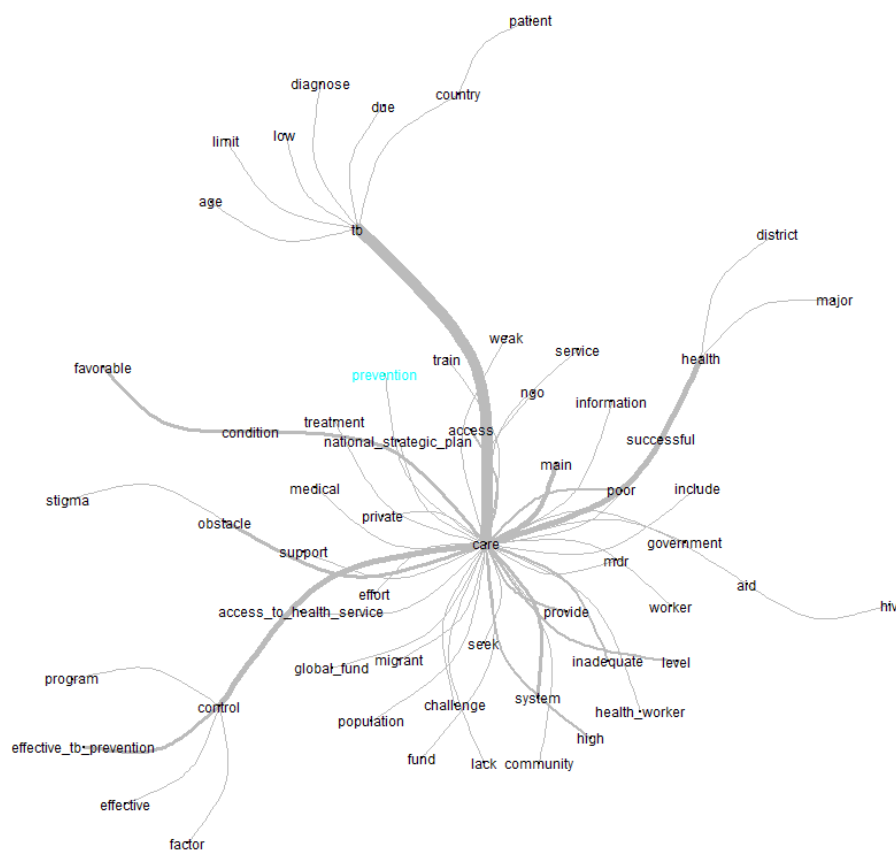 patient
diagnose
country
due
low
limit
age
tb
district
major
weak
service
train
health
favorable
prevention
ngo
information
treatment
access
condition
national_strategic_plan
successful
main
medical
poor
include
stigma
private
obstacle
care
government
support
mdr
aid
effort
hiv
access_to_health_service
provide
worker
seek
migrant
inadequate
level
global_fund
program
system
control
challenge
health_worker
population
high
effective_tb_prevention
fund
lack
community
effective
factor